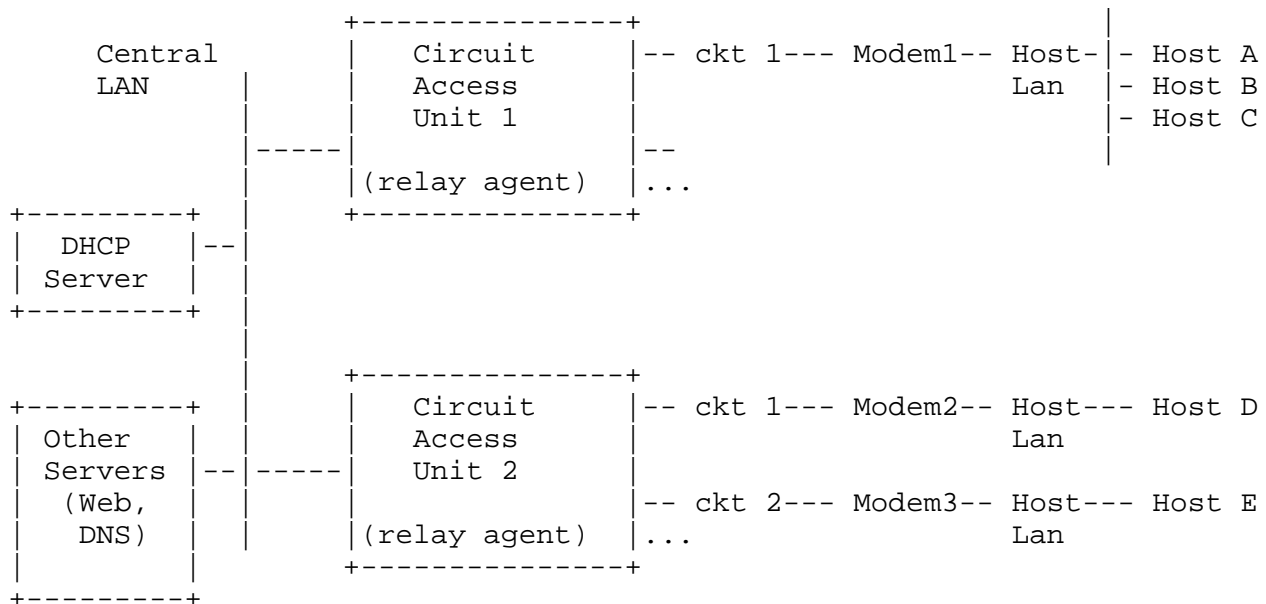 Central Circuit -- ckt 1--- Modem1-- Host- - Host A
LAN Access Lan - Host B
Unit 1 - Host C
----- --
(relay agent) ...
DHCP --
Server
Other Circuit -- ckt 1--- Modem2-- Host--- Host D
Servers Access Lan
(Web, -- ----- Unit 2
DNS) -- ckt 2--- Modem3-- Host--- Host E
(relay agent) ... Lan